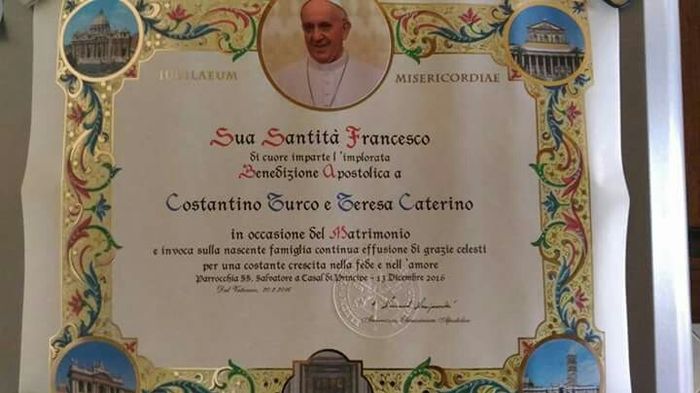 IUBILAEUM
MISERICORDIAE
Sua Santità Francesco
di cuore imparte l'implorata
Benedizione Apostolica a
Costantino Turco e Teresa Caterino
in occasione del Matrimonio
e invoca sulla nascente famiglia continua effusione di grazie celesti
per una costante crescita nella fede e nell'amore
Parrocchia SS. Salvatore a Casal di Principe - 13 Dicembre 2016
Dal Vaticano,